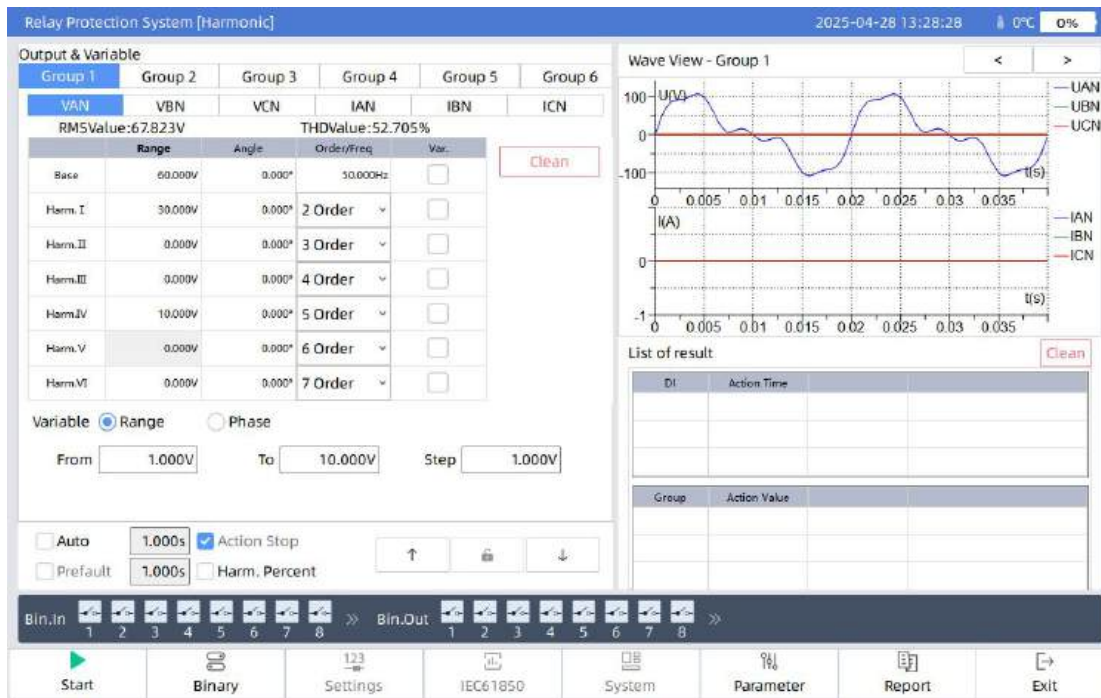 Relay Protection System [Harmonic] 2025-04-28 13:28:28 0°C 0%
Output & Variable
Group 1 Group 2 Group 3 Group 4 Group 5 Group 6
VAN VBN VCN IAN IBN ICN
RMSValue:67.823V THDValue:52.705%
Range Angle Order/Freq Var.
Base 60.000V 0.000° 50.000Hz
Harm. I 30.000V 0.000° 2 Order
Harm.II 0.000V 0.000° 3 Order
Harm.III 0.000V 0.000° 4 Order
Harm.IV 10.000V 0.000° 5 Order
Harm.V 0.000V 0.000° 6 Order
Harm.VI 0.000V 0.000° 7 Order
Clean
Variable Range Phase
From 1.000V To 10.000V Step 1.000V
Auto 1.000s Action Stop
Prefault 1.000s Harm. Percent
↑ ↓
Wave View - Group 1 < >
U(V)
100
0
-100
t(s)
0 0.005 0.01 0.015 0.02 0.025 0.03 0.035
UAN
UBN
UCN
I(A)
0
-1
t(s)
0 0.005 0.01 0.015 0.02 0.025 0.03 0.035
IAN
IBN
ICN
List of result Clean
DI Action Time
Group Action Value
Bin.In 1 2 3 4 5 6 7 8 » Bin.Out 1 2 3 4 5 6 7 8 »
123
Start Binary Settings IEC61850 System Parameter Report Exit